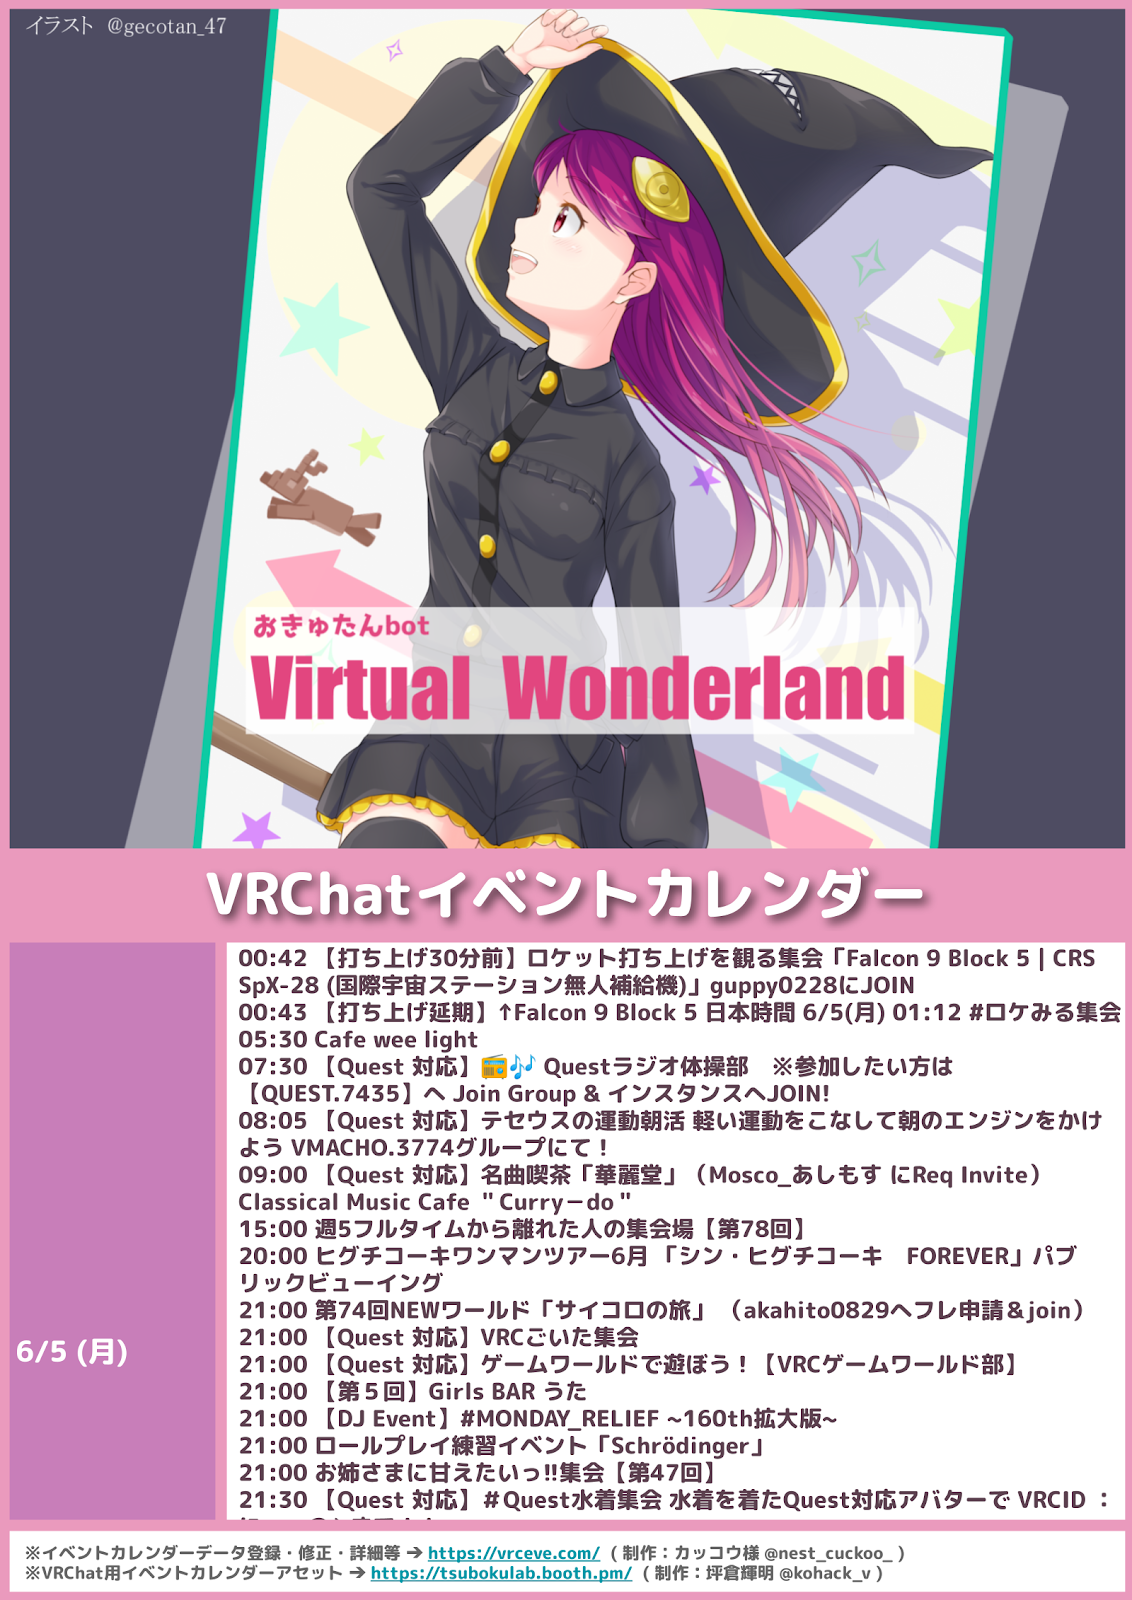 イラスト @gecotan_47
おきゅたんbot
Virtual Wonderland
VRChatイベントカレンダー
6/5 (月)
00:42 【打ち上げ30分前】ロケット打ち上げを観る集会「Falcon 9 Block 5 | CRS
SpX-28 (国際宇宙ステーション無人補給機)」guppy0228にJOIN
00:43 【打ち上げ延期】↑Falcon 9 Block 5 日本時間 6/5(月) 01:12 #ロケみる集会
05:30 Cafe wee light
07:30 【Quest 対応】📻🎶 Questラジオ体操部　※参加したい方は
【QUEST.7435】へ Join Group & インスタンスへJOIN!
08:05 【Quest 対応】テセウスの運動朝活 軽い運動をこなして朝のエンジンをかけ
よう VMACHO.3774グループにて！
09:00 【Quest 対応】名曲喫茶「華麗堂」（Mosco_あしもす にReq Invite）
Classical Music Cafe ＂Curry－do＂
15:00 週5フルタイムから離れた人の集会場【第78回】
20:00 ヒグチコーキワンマンツアー6月 「シン・ヒグチコーキ　FOREVER」パブ
リックビューイング
21:00 第74回NEWワールド「サイコロの旅」 （akahito0829へフレ申請＆join）
21:00 【Quest 対応】VRCごいた集会
21:00 【Quest 対応】ゲームワールドで遊ぼう！【VRCゲームワールド部】
21:00 【第５回】Girls BAR うた
21:00 【DJ Event】#MONDAY_RELIEF ~160th拡大版~
21:00 ロールプレイ練習イベント「Schrödinger」
21:00 お姉さまに甘えたいっ!!集会【第47回】
21:30 【Quest 対応】＃Quest水着集会 水着を着たQuest対応アバターで VRCID ：
※イベントカレンダーデータ登録・修正・詳細等 ➔ https://vrceve.com/ ( 制作：カッコウ様 @nest_cuckoo_ )
※VRChat用イベントカレンダーアセット ➔ https://tsubokulab.booth.pm/ ( 制作：坪倉輝明 @kohack_v )